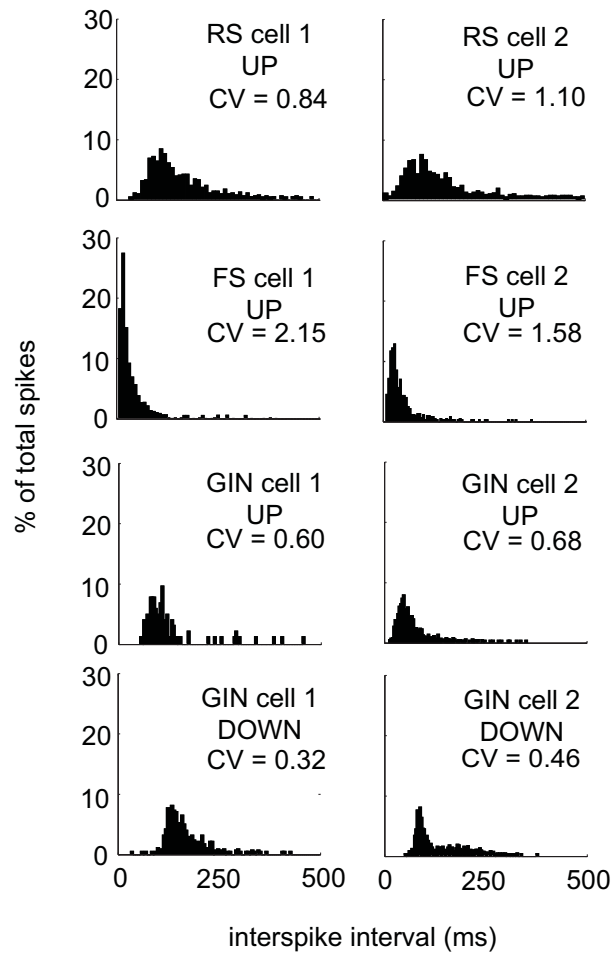 30
20
10
0
RS cell 1
UP
CV = 0.84
RS cell 2
UP
CV = 1.10
30
20
10
0
FS cell 1
UP
CV = 2.15
FS cell 2
UP
CV = 1.58
% of total spikes
30
20
10
0
GIN cell 1
UP
CV = 0.60
GIN cell 2
UP
CV = 0.68
30
20
10
0
GIN cell 1
DOWN
CV = 0.32
GIN cell 2
DOWN
CV = 0.46
0 250 500
0 250 500
interspike interval (ms)